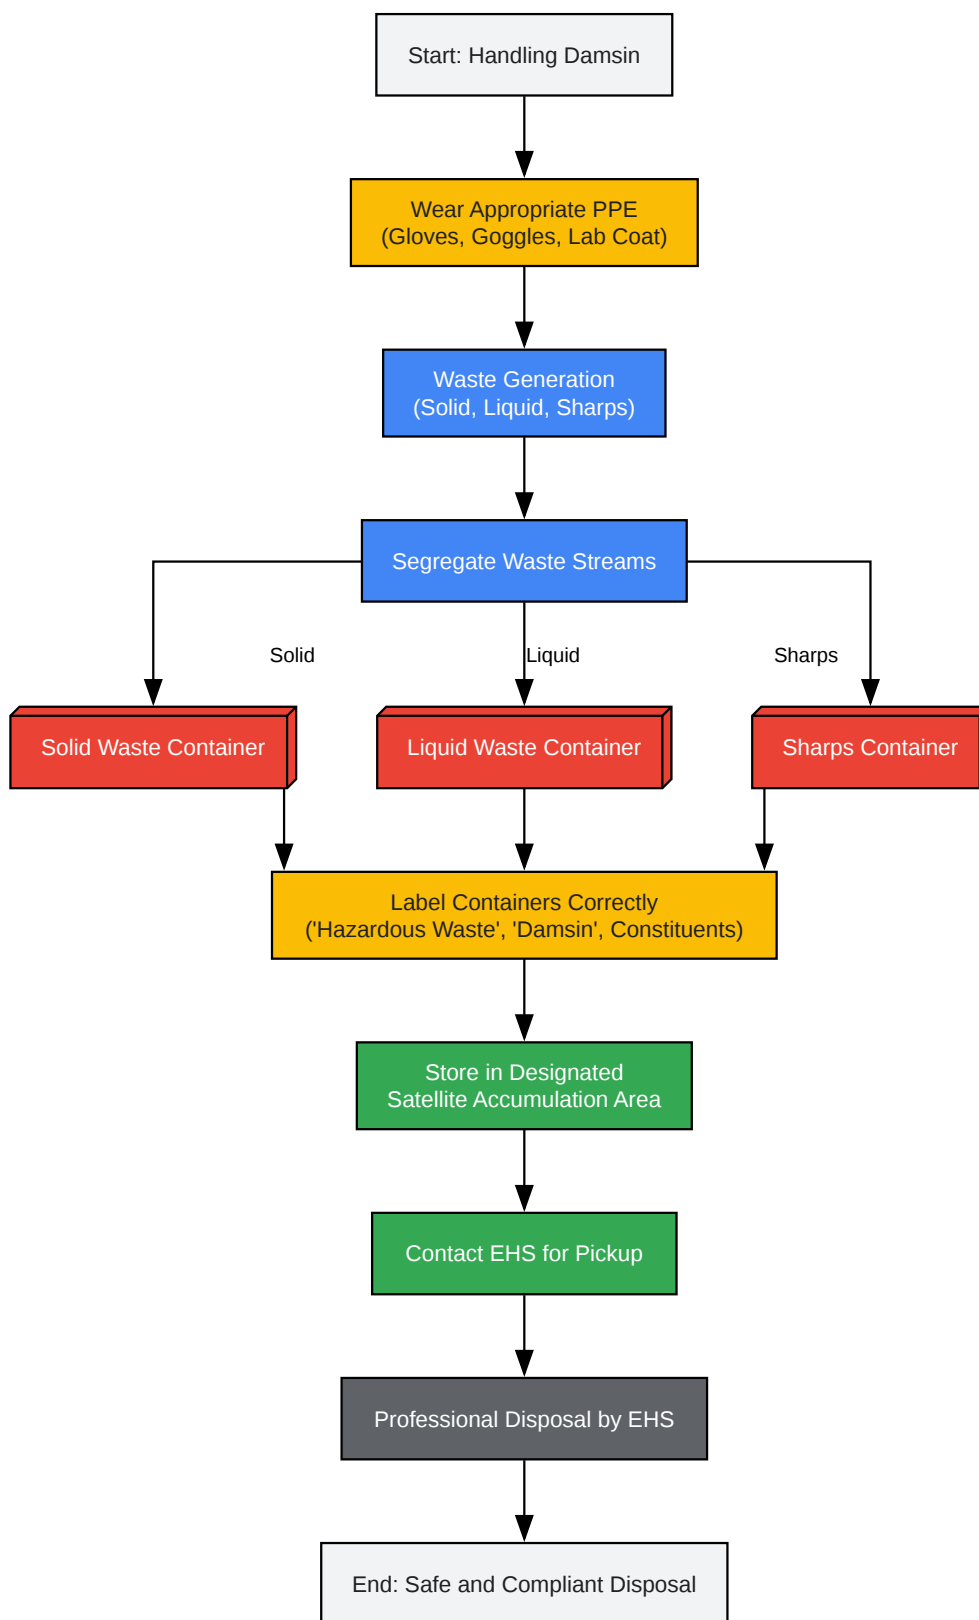 Start: Handling Damsin
Wear Appropriate PPE
(Gloves, Goggles, Lab Coat)
Waste Generation
(Solid, Liquid, Sharps)
Segregate Waste Streams
Solid
Liquid
Sharps
Solid Waste Container
Liquid Waste Container
Sharps Container
Label Containers Correctly
('Hazardous Waste', 'Damsin', Constituents)
Store in Designated
Satellite Accumulation Area
Contact EHS for Pickup
Professional Disposal by EHS
End: Safe and Compliant Disposal